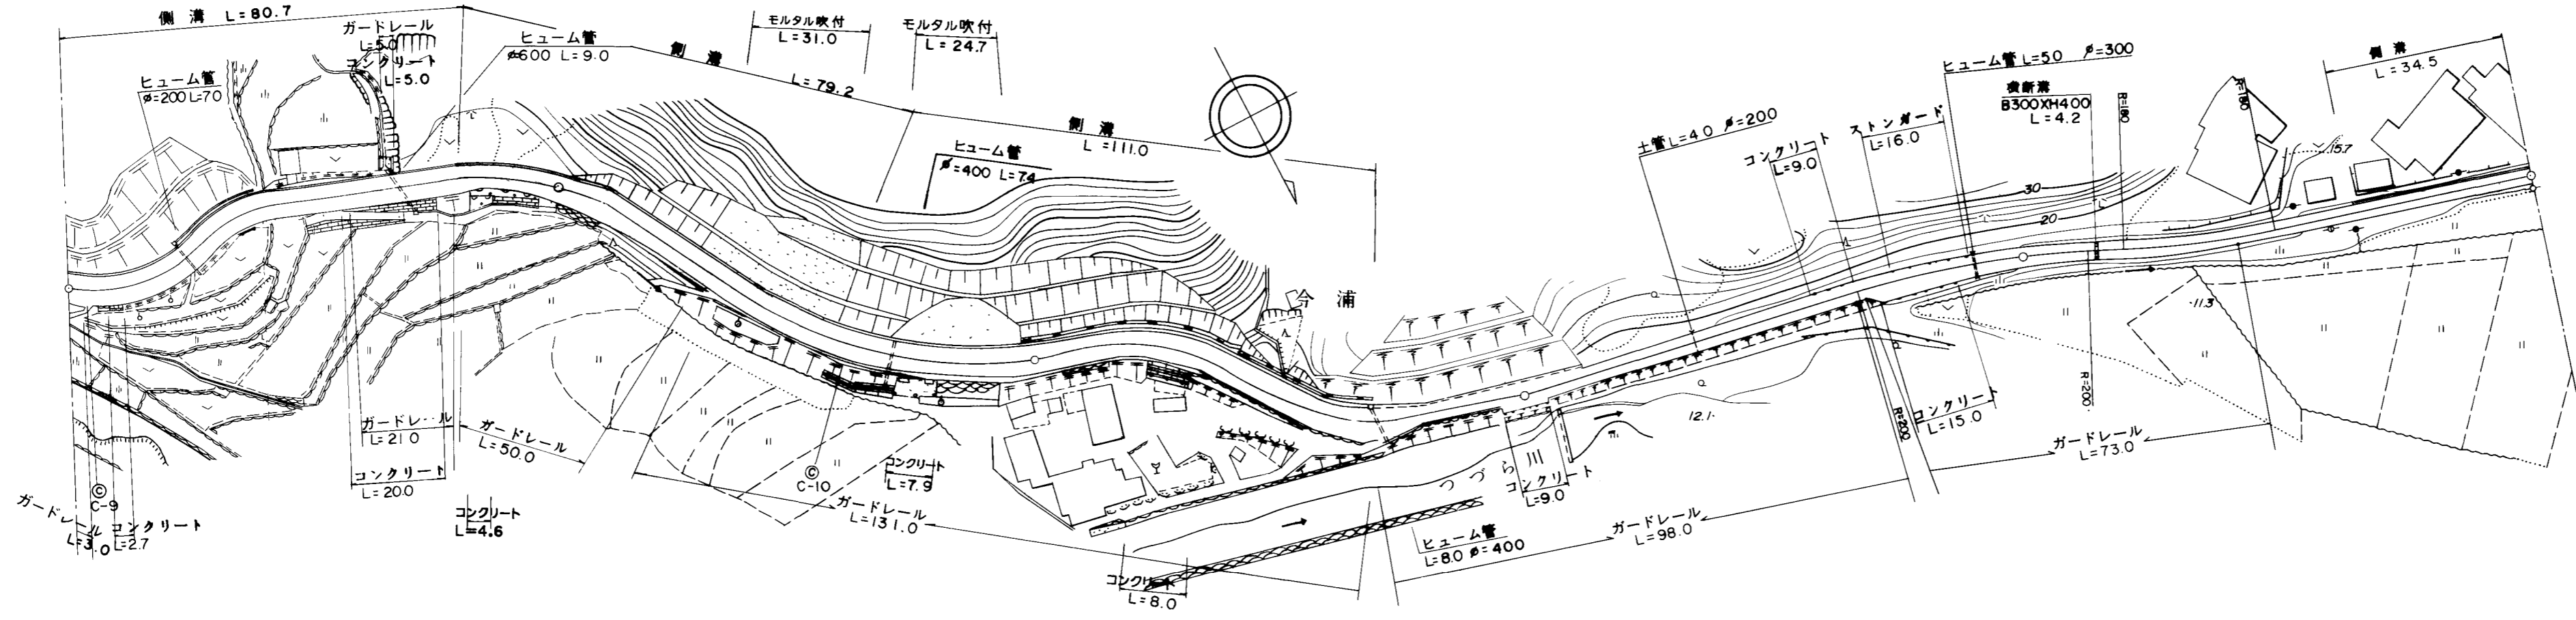 側溝 L=80.7
ガードレール
L=5.0
コンクリート
L=5.0
ヒューム管
φ=200 L=70
ヒューム管
φ600 L=9.0
側溝
L=79.2
モルタル吹付
L=31.0
モルタル吹付
L=24.7
側溝
L=111.0
ヒューム管
φ=400 L=7.4
土管 L=4.0 φ=200
コンクリート
L=9.0
ストンガード
L=16.0
ヒューム管 L=5.0 φ=300
横断溝
B300XH400
L=4.2
R=180
R=180
側溝
L=34.5
15.7
30
20
今浦
11.3
12.1
つづら川
ガードレール
L=21.0
ガードレール
L=50.0
コンクリート
L=20.0
コンクリート
L=4.6
C
C-9
ガードレール
L=3.0
コンクリート
L=2.7
C
C-10
コンクリート
L=7.9
ガードレール
L=131.0
コンクリート
L=8.0
コンクリート
L=9.0
ヒューム管
L=8.0 φ=400
ガードレール
L=98.0
R=200
コンクリート
L=15.0
R=200
ガードレール
L=73.0